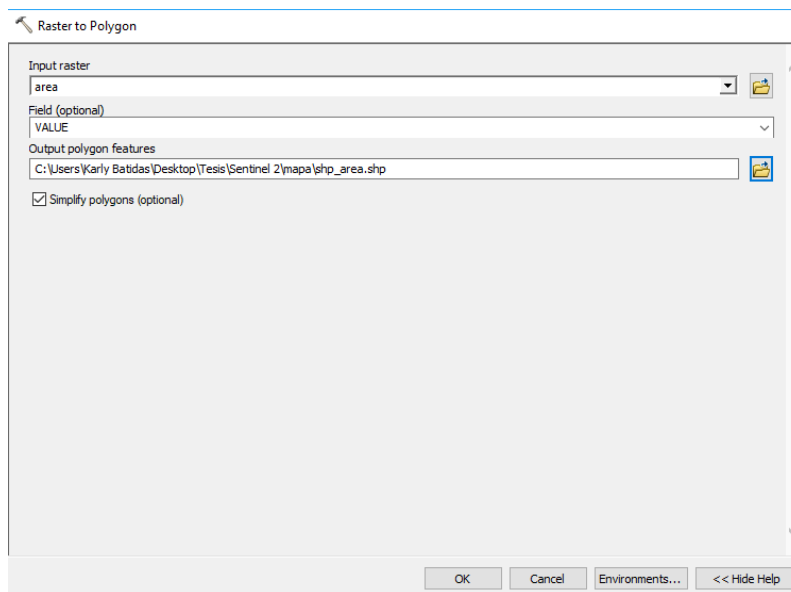 Raster to Polygon
Input raster
area
Field (optional)
VALUE
Output polygon features
C:\Users\Karly Batidas\Desktop\Tesis\Sentinel 2\mapa\shp_area.shp
Simplify polygons (optional)
OK Cancel Environments... << Hide Help